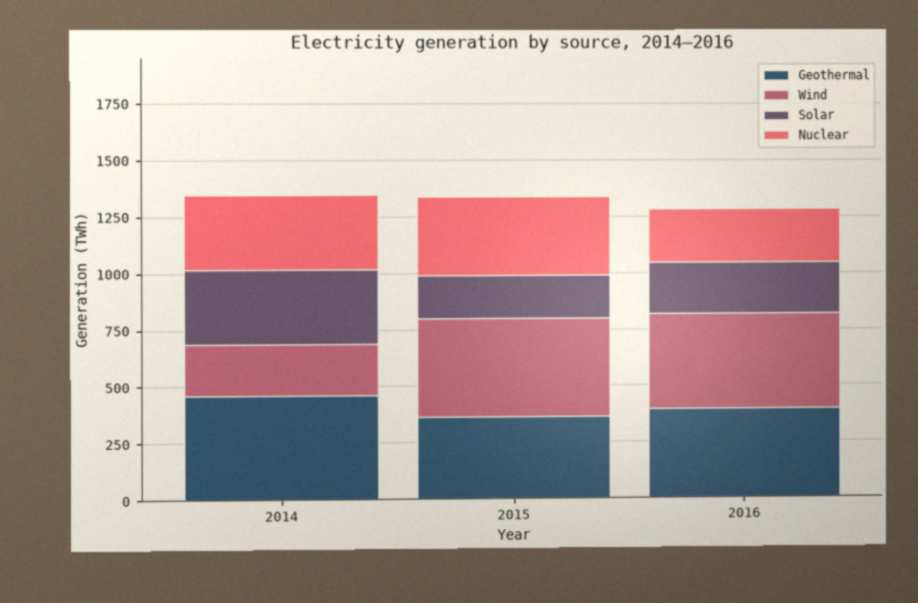 Electricity generation by source, 2014–2016
Geothermal
Wind
Solar
Nuclear
1750
1500
1250
1000
750
500
250
0
Generation (TWh)
2014 2015 2016
Year